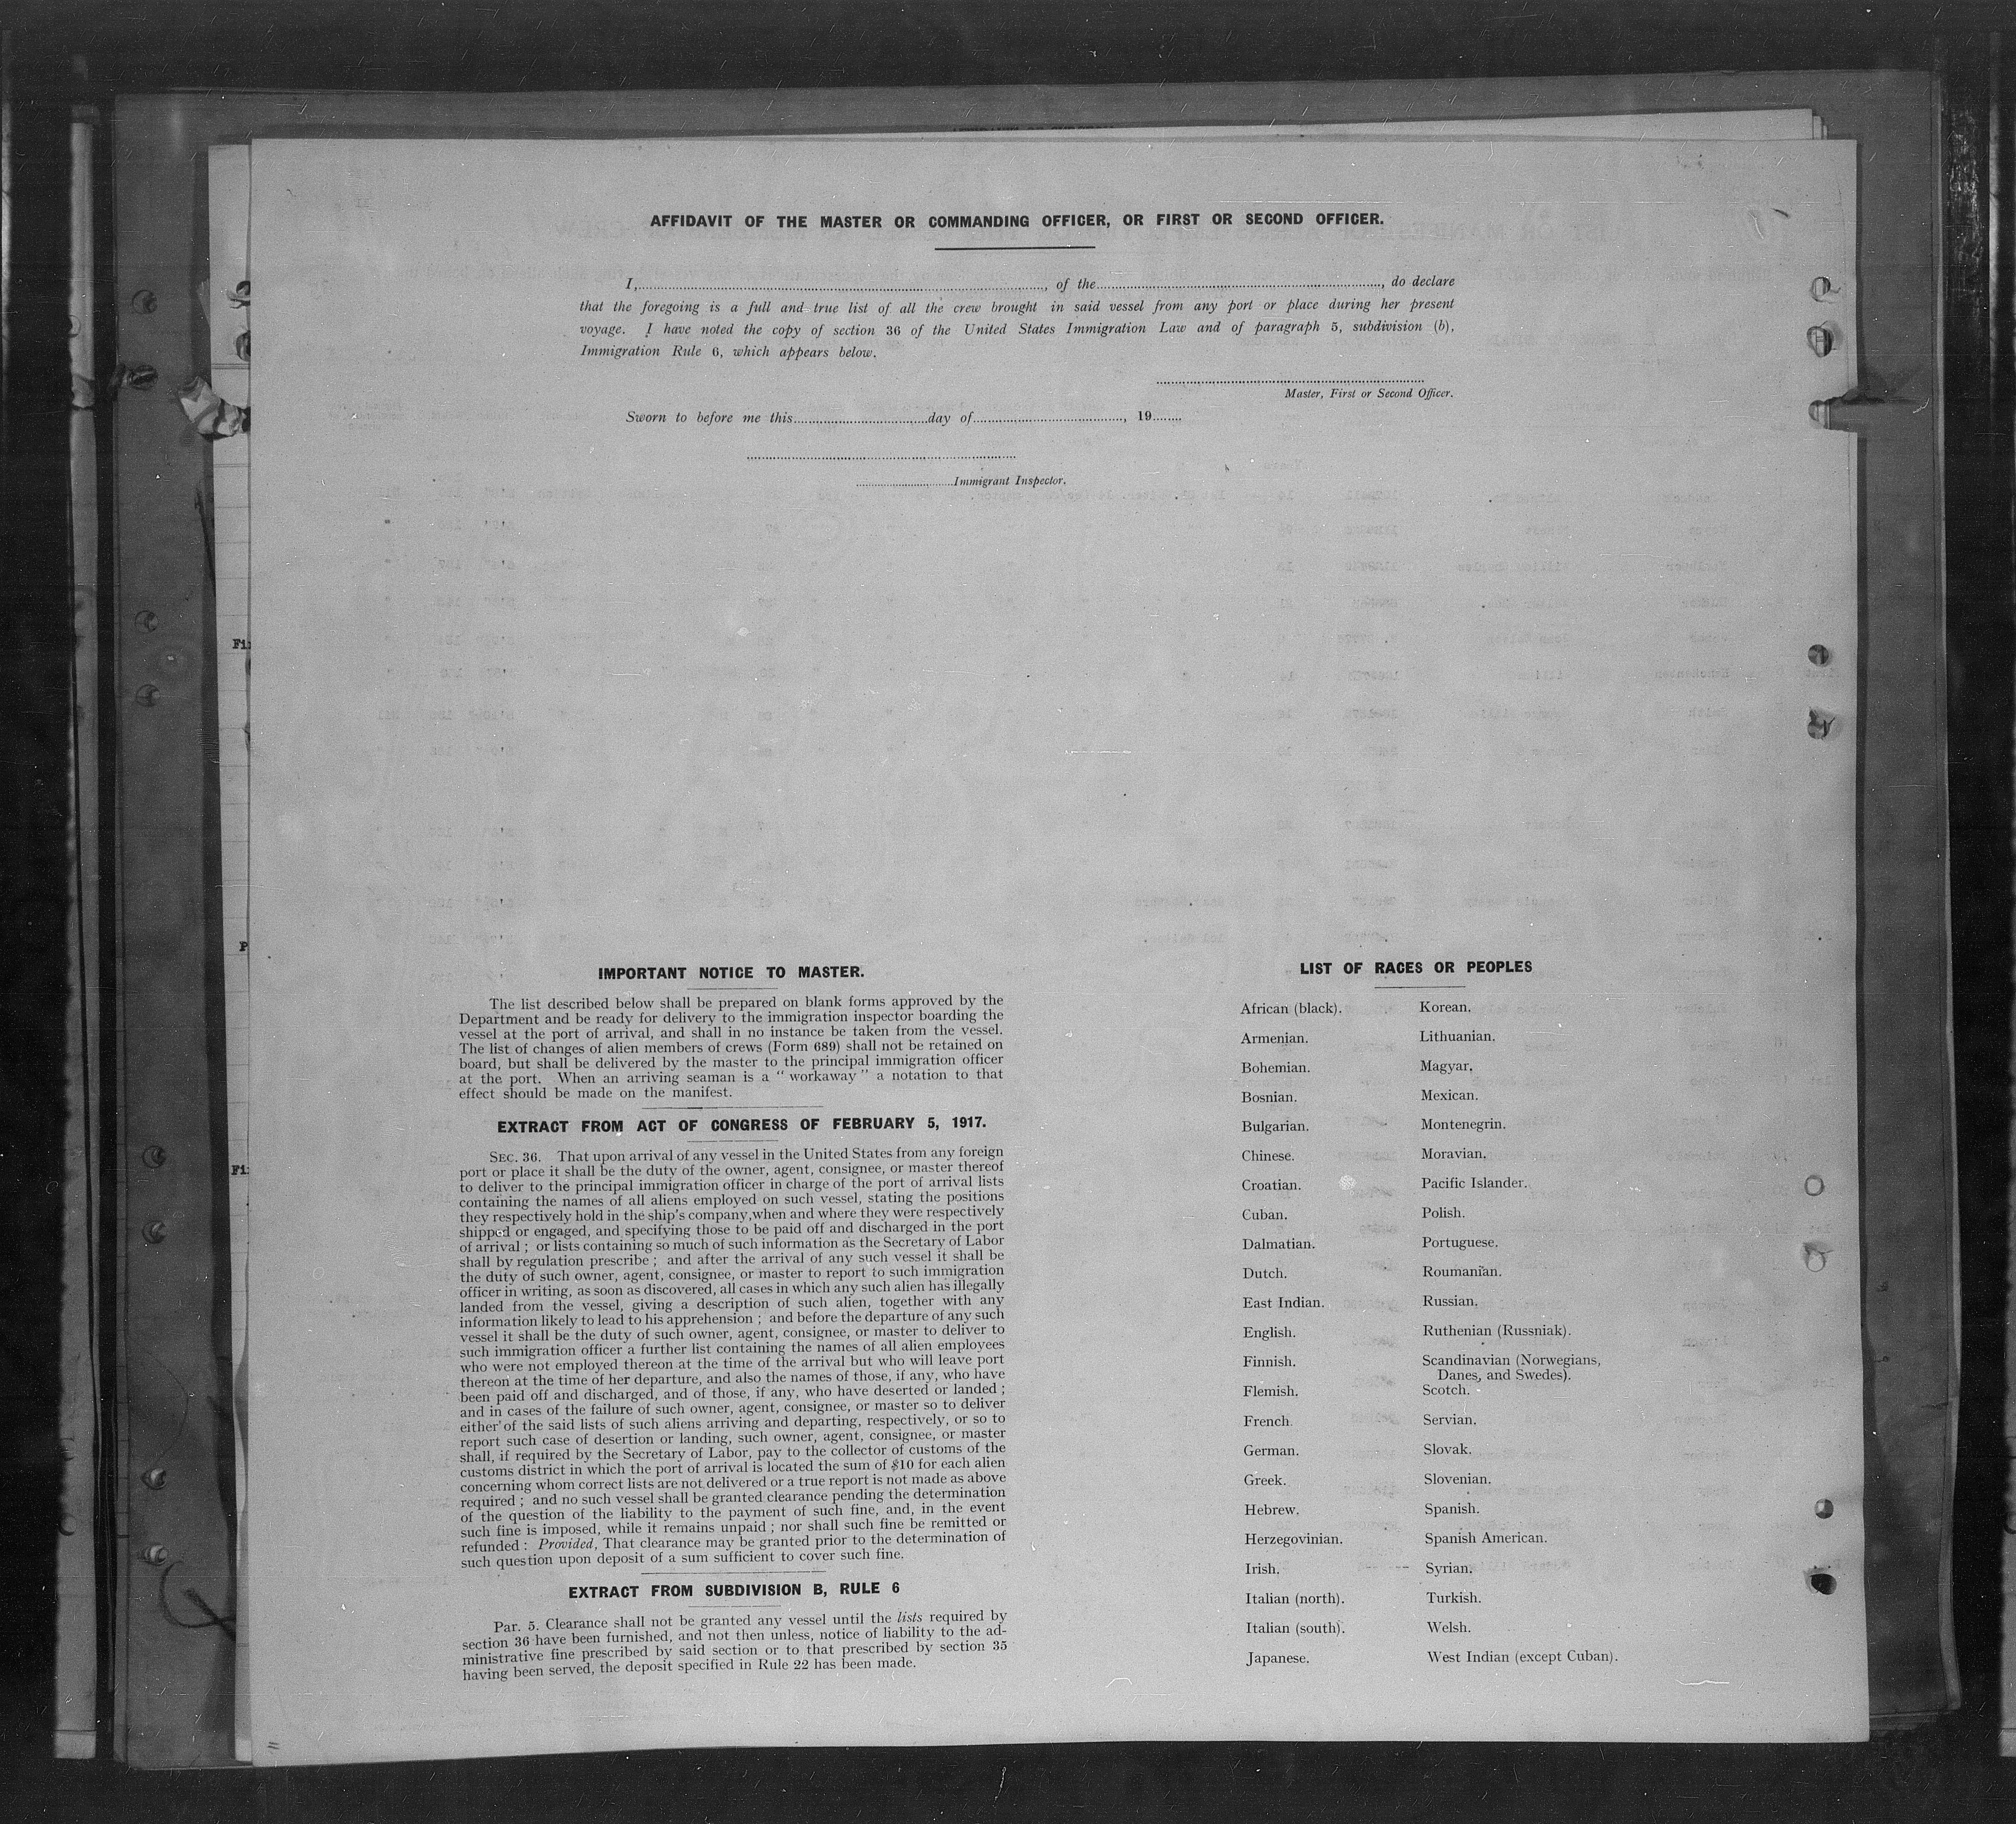 AFFIDAVIT OF THE MASTER OR COMMANDING OFFICER, OR FIRST OR SECOND OFFICER.
I,........................, of the........................, do declare
that the foregoing is a full and true list of all the crew brought in said vessel from any port or place during her present
voyage. I have noted the copy of section 36 of the United States Immigration Law and of paragraph 5, subdivision (b),
Immigration Rule 6, which appears below.
Master, First or Second Officer.
Sworn to before me this................day of................, 19........
................Immigrant Inspector.
IMPORTANT NOTICE TO MASTER.
The list described below shall be prepared on blank forms approved by the
Department and be ready for delivery to the immigration inspector boarding the
vessel at the port of arrival, and shall in no instance be taken from the vessel.
The list of changes of alien members of crews (Form 689) shall not be retained on
board, but shall be delivered by the master to the principal immigration officer
at the port. When an arriving seaman is a "workaway" a notation to that
effect should be made on the manifest.
EXTRACT FROM ACT OF CONGRESS OF FEBRUARY 5, 1917.
SEC. 36. That upon arrival of any vessel in the United States from any foreign
port or place it shall be the duty of the owner, agent, consignee, or master thereof
to deliver to the principal immigration officer in charge of the port of arrival lists
containing the names of all aliens employed on such vessel, stating the positions
they respectively hold in the ship's company,when and where they were respectively
shipped or engaged, and specifying those to be paid off and discharged in the port
of arrival; or lists containing so much of such information as the Secretary of Labor
shall by regulation prescribe; and after the arrival of any such vessel it shall be
the duty of such owner, agent, consignee, or master to report to such immigration
officer in writing, as soon as discovered, all cases in which any such alien has illegally
landed from the vessel, giving a description of such alien, together with any
information likely to lead to his apprehension; and before the departure of any such
vessel it shall be the duty of such owner, agent, consignee, or master to deliver to
such immigration officer a further list containing the names of all alien employees
who were not employed thereon at the time of the arrival but who will leave port
thereon at the time of her departure, and also the names of those, if any, who have
been paid off and discharged, and of those, if any, who have deserted or landed;
and in cases of the failure of such owner, agent, consignee, or master so to deliver
either of the said lists of such aliens arriving and departing, respectively, or so to
report such case of desertion or landing, such owner, agent, consignee, or master
shall, if required by the Secretary of Labor, pay to the collector of customs of the
customs district in which the port of arrival is located the sum of $10 for each alien
concerning whom correct lists are not delivered or a true report is not made as above
required; and no such vessel shall be granted clearance pending the determination
of the question of the liability to the payment of such fine, and, in the event
such fine is imposed, while it remains unpaid; nor shall such fine be remitted or
refunded: Provided, That clearance may be granted prior to the determination of
such question upon deposit of a sum sufficient to cover such fine.
EXTRACT FROM SUBDIVISION B, RULE 6
Par. 5. Clearance shall not be granted any vessel until the lists required by
section 36 have been furnished, and not then unless, notice of liability to the ad-
ministrative fine prescribed by said section or to that prescribed by section 35
having been served, the deposit specified in Rule 22 has been made.
LIST OF RACES OR PEOPLES
African (black).
Armenian.
Bohemian.
Bosnian.
Bulgarian.
Chinese.
Croatian.
Cuban.
Dalmatian.
Dutch.
East Indian.
English.
Finnish.
Flemish.
French.
German.
Greek.
Hebrew.
Herzegovinian.
Irish.
Italian (north).
Italian (south).
Japanese.
Korean.
Lithuanian.
Magyar.
Mexican.
Montenegrin.
Moravian.
Pacific Islander.
Polish.
Portuguese.
Roumanian.
Russian.
Ruthenian (Russniak).
Scandinavian (Norwegians,
Danes, and Swedes).
Scotch.
Servian.
Slovak.
Slovenian.
Spanish.
Spanish American.
Syrian.
Turkish.
Welsh.
West Indian (except Cuban).